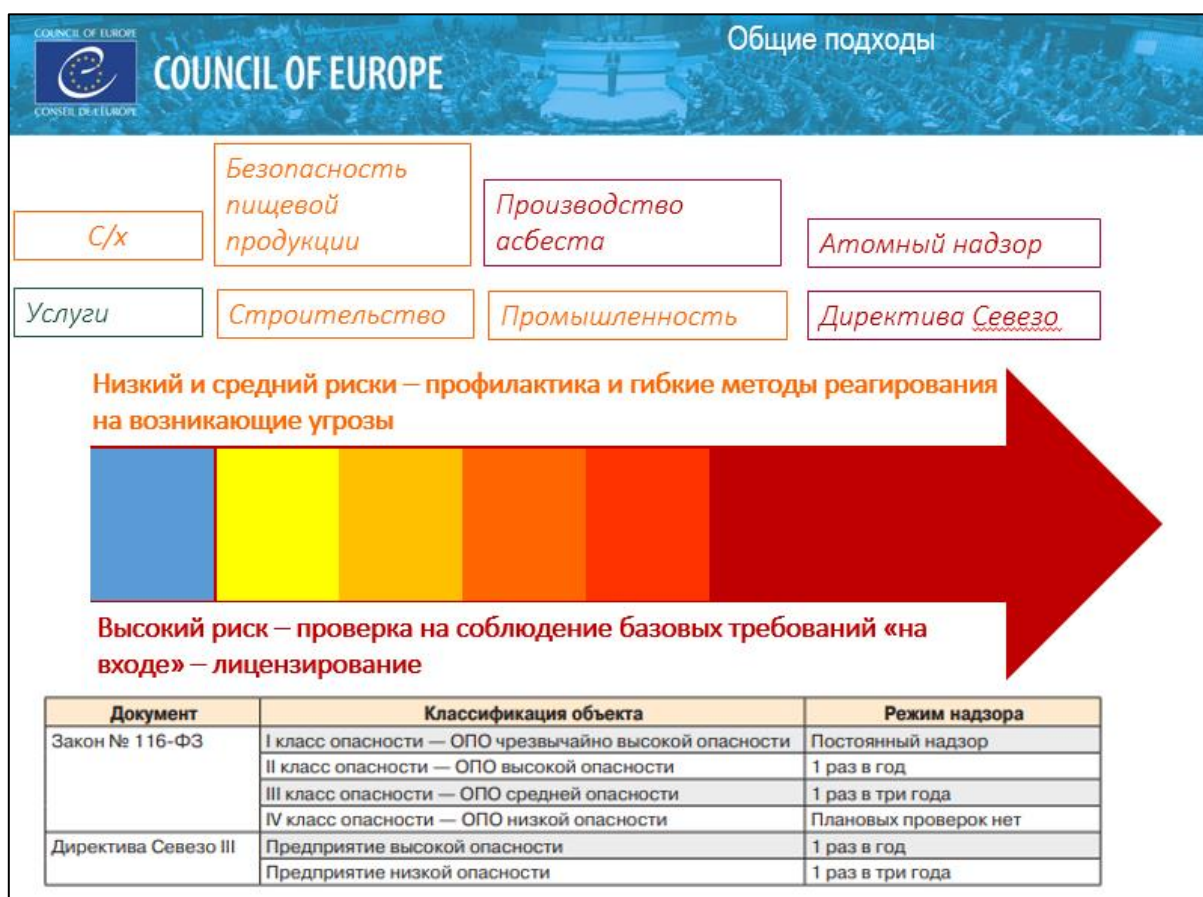 COUNCIL OF EUROPE
CONSEIL DE L'EUROPE
COUNCIL OF EUROPE
Общие подходы
С/х
Безопасность
пищевой
продукции
Производство
асбеста
Атомный надзор
Услуги
Строительство
Промышленность
Директива Севезо
Низкий и средний риски – профилактика и гибкие методы реагирования
на возникающие угрозы
Высокий риск – проверка на соблюдение базовых требований «на
входе» – лицензирование
Документ Классификация объекта Режим надзора
Закон № 116-ФЗ I класс опасности — ОПО чрезвычайно высокой опасности Постоянный надзор
II класс опасности — ОПО высокой опасности 1 раз в год
III класс опасности — ОПО средней опасности 1 раз в три года
IV класс опасности — ОПО низкой опасности Плановых проверок нет
Директива Севезо III Предприятие высокой опасности 1 раз в год
Предприятие низкой опасности 1 раз в три года